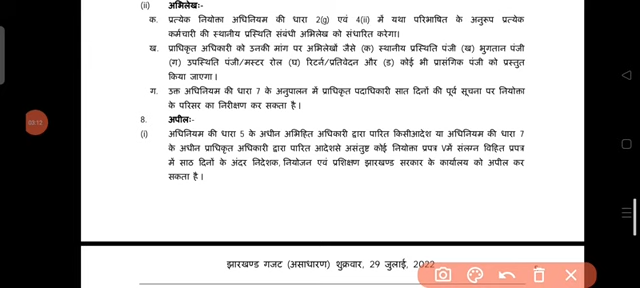 (ii) अभिलेखः-
क. प्रत्येक नियोक्ता अधिनियम की धारा 2(g) एवं 4(ii) में यथा परिभाषित के अनुरूप प्रत्येक
कर्मचारी की स्थानीय प्रस्थिति संबंधी अभिलेख को संधारित करेगा।
ख. प्राधिकृत अधिकारी को उनकी मांग पर अभिलेखों जैसे (क) स्थानीय प्रस्थिति पंजी (ख) भुगतान पंजी
(ग) उपस्थिति पंजी/मस्टर रोल (घ) रिटर्न/प्रतिवेदन और (ड) कोई भी प्रासंगिक पंजी को प्रस्तुत
किया जाएगा ।
ग. उक्त अधिनियम की धारा 7 के अनुपालन में प्राधिकृत पदाधिकारी सात दिनों की पूर्व सूचना पर नियोक्ता
के परिसर का निरीक्षण कर सकता है ।
8. अपीलः-
(i) अधिनियम की धारा 5 के अधीन अभिहित अधिकारी द्वारा पारित किसीआदेश या अधिनियम की धारा 7
के अधीन प्राधिकृत अधिकारी द्वारा पारित आदेशसे असंतुष्ट कोई नियोक्ता प्रपत्र Vमें संलग्न विहित प्रपत्र
में साठ दिनों के अंदर निदेशक, नियोजन एवं प्रशिक्षण झारखण्ड सरकार के कार्यालय को अपील कर
सकता है ।
03:12
झारखण्ड गजट (असाधारण) शुक्रवार, 29 जुलाई, 2022